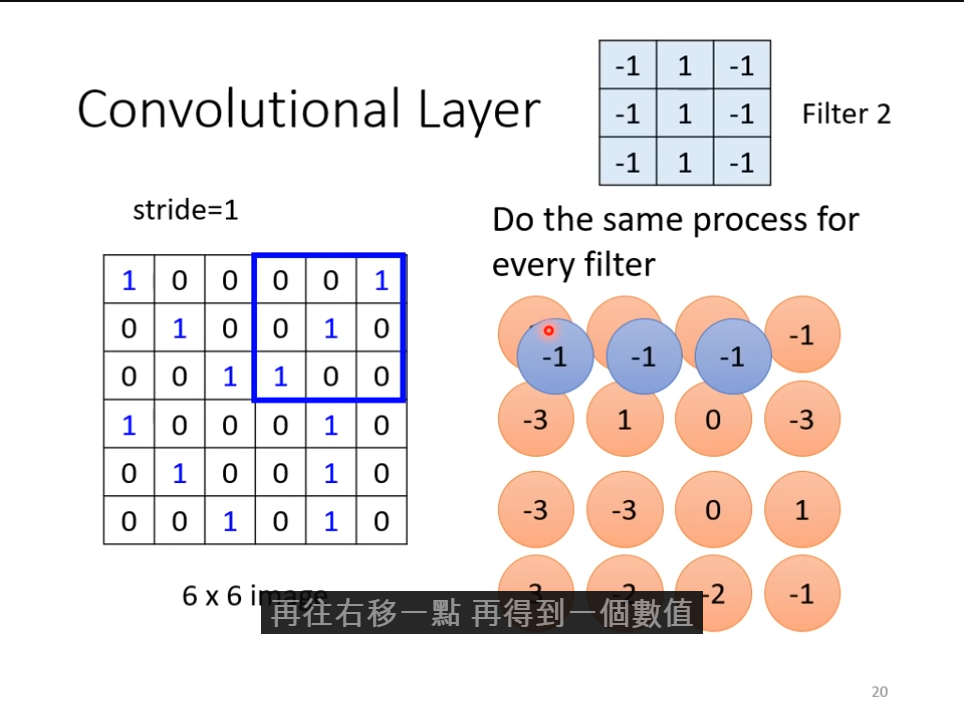 Convolutional Layer
-1 1 -1
-1 1 -1
-1 1 -1
Filter 2
stride=1
Do the same process for
every filter
1 0 0 0 0 1
0 1 0 0 1 0
0 0 1 1 0 0
1 0 0 0 1 0
0 1 0 0 1 0
0 0 1 0 1 0
6 x 6 image
-1
-1 -1 -1
-3 1 0 -3
-3 -3 0 1
3 -2 -2 -1
再往右移一點 再得到一個數值
20